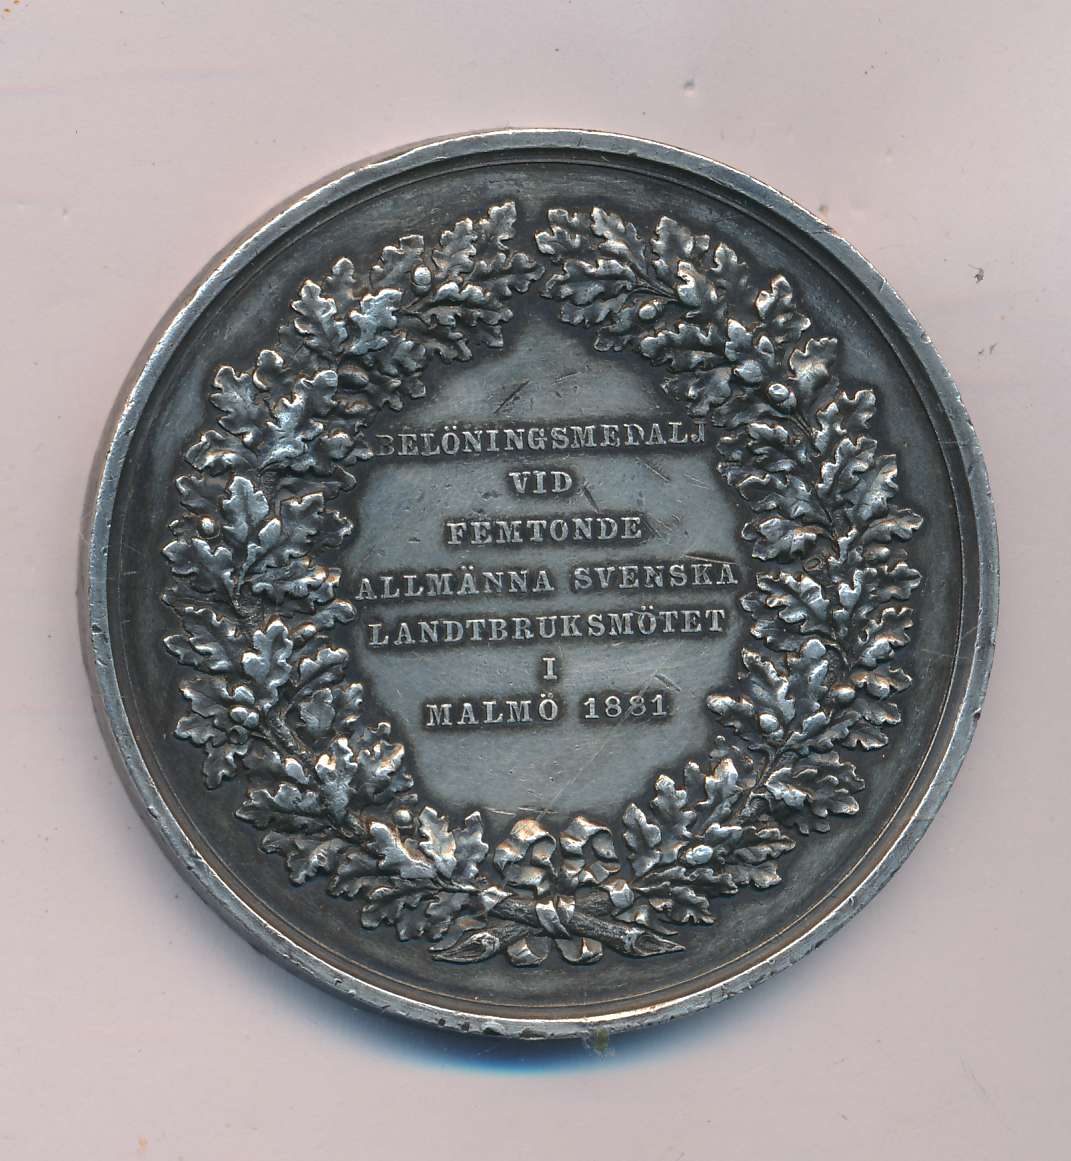 BELÖNINGSMEDALJ
VID
FEMTONDE
ALLMÄNNA SVENSKA
LANDTBRUKSMÖTET
I
MALMÖ 1881